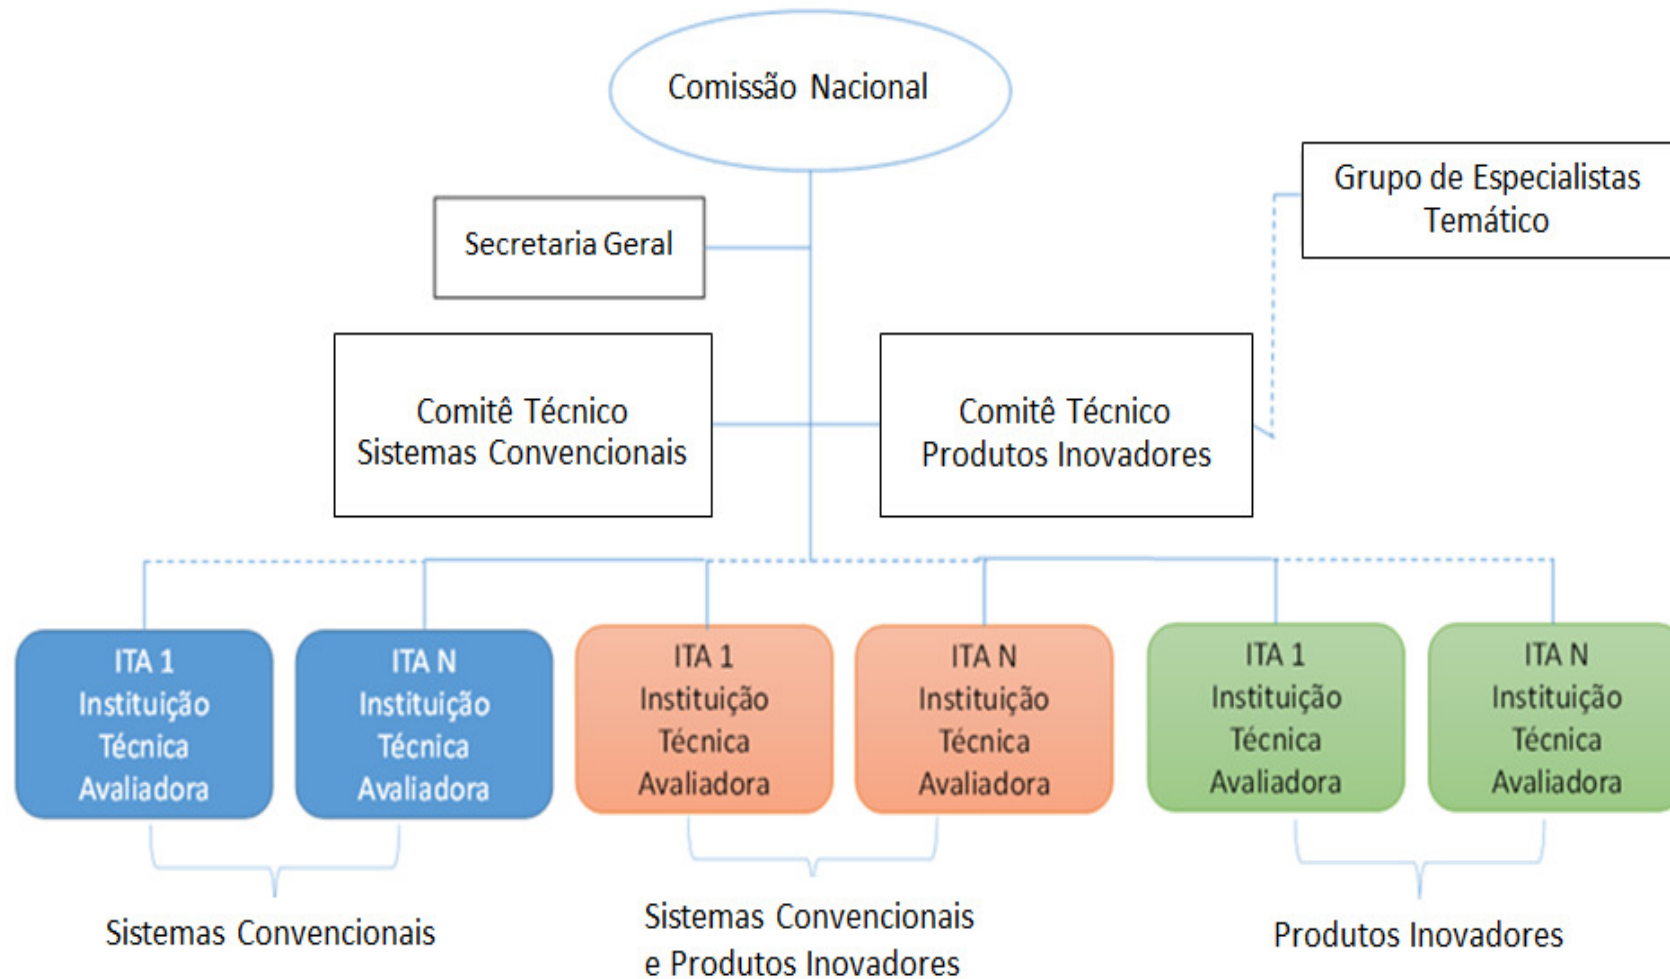 Comissão Nacional
Grupo de Especialistas
Temático
Secretaria Geral
Comitê Técnico
Sistemas Convencionais
Comitê Técnico
Produtos Inovadores
ITA 1
Instituição
Técnica
Avaliadora
ITA N
Instituição
Técnica
Avaliadora
ITA 1
Instituição
Técnica
Avaliadora
ITA N
Instituição
Técnica
Avaliadora
ITA 1
Instituição
Técnica
Avaliadora
ITA N
Instituição
Técnica
Avaliadora
Sistemas Convencionais
Sistemas Convencionais
e Produtos Inovadores
Produtos Inovadores